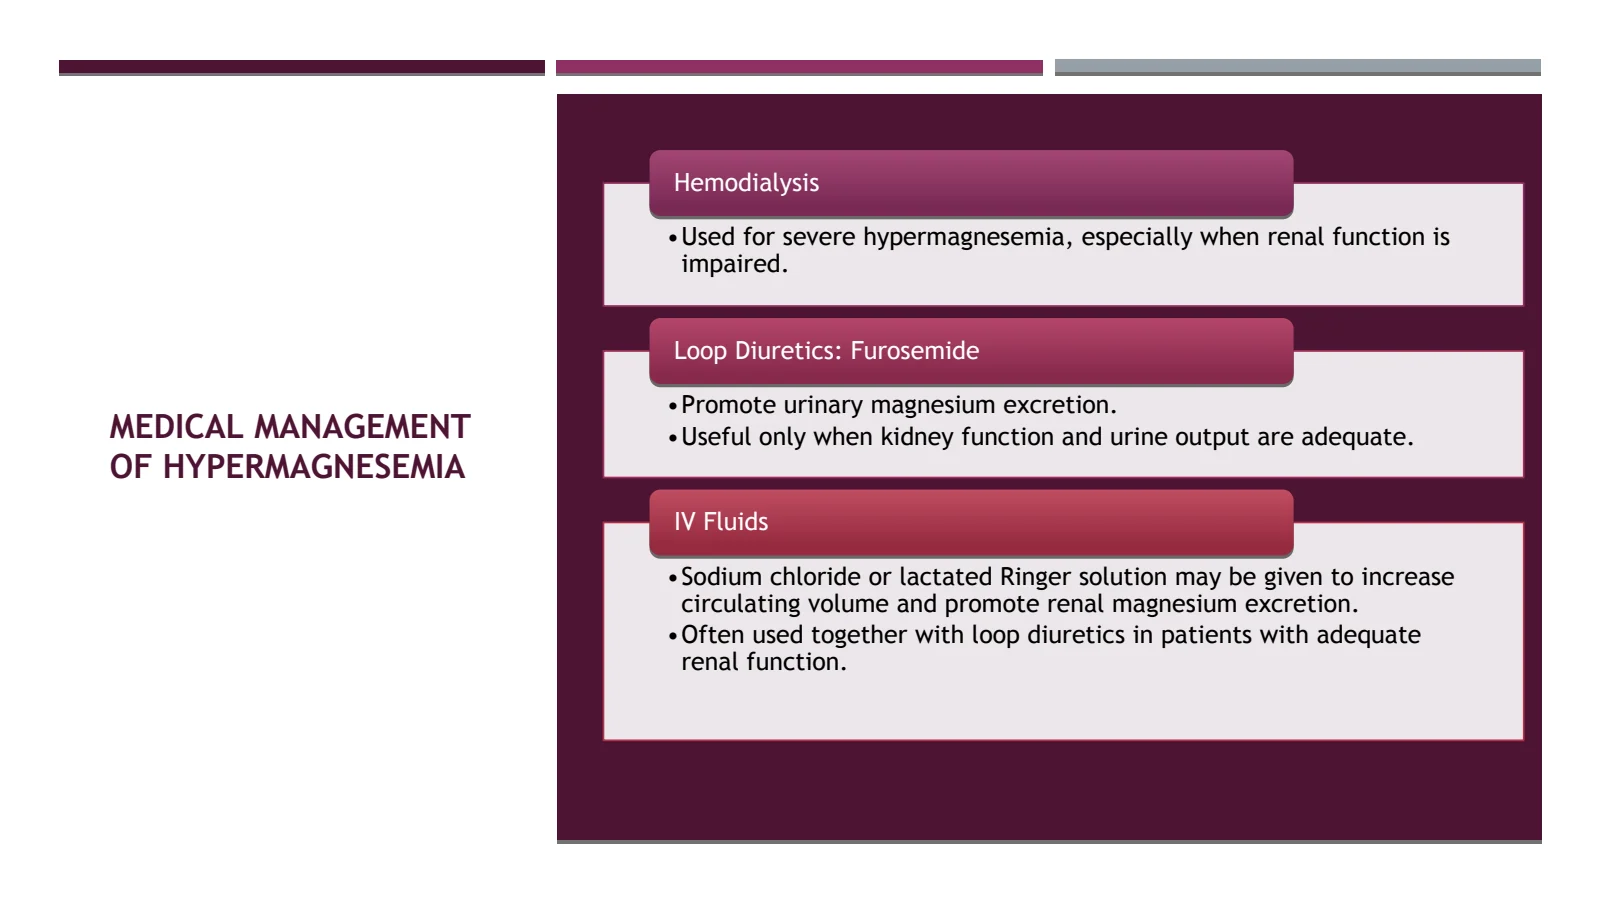 MEDICAL MANAGEMENT
OF HYPERMAGNESEMIA
Hemodialysis
•Used for severe hypermagnesemia, especially when renal function is
impaired.
Loop Diuretics: Furosemide
•Promote urinary magnesium excretion.
•Useful only when kidney function and urine output are adequate.
IV Fluids
•Sodium chloride or lactated Ringer solution may be given to increase
circulating volume and promote renal magnesium excretion.
•Often used together with loop diuretics in patients with adequate
renal function.